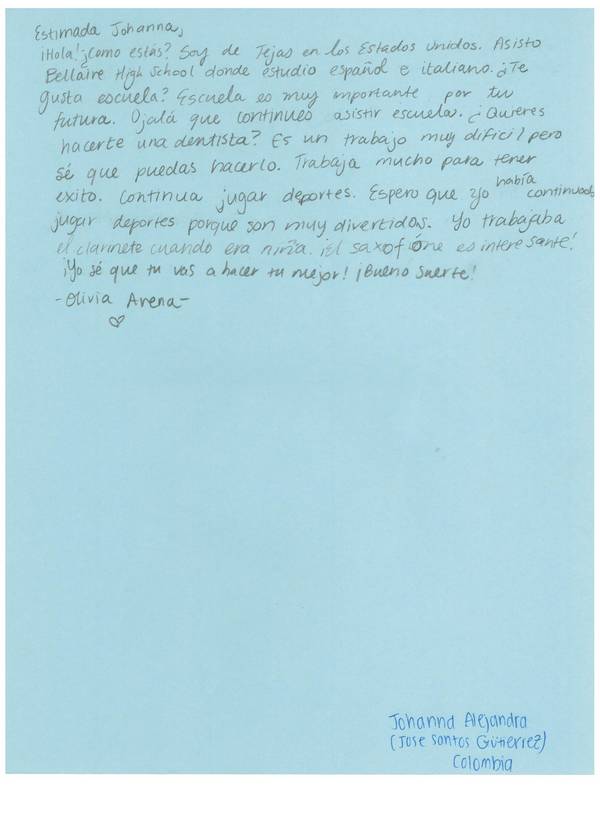 Estimada Johanna,
¡Hola! ¿Como estás? Soy de Tejas en los Estados Unidos. Asisto
Bellaire High School donde estudio español e italiano. ¿Te
gusta escuela? Escuela es muy importante por tu
futura. Ojalá que continues asistir escuela. ¿Quieres
hacerte una dentista? Es un trabajo muy dificil pero
sé que puedas hacerlo. Trabaja mucho para tener
exito. Continua jugar deportes. Espero que yo había continuado
jugar deportes porque son muy divertidos. Yo trabajaba
el clarinete cuando era niña. ¡El saxofóne es interesante!
¡Yo sé que tu vas a hacer tu mejor! ¡Bueno suerte!
-Olivia Arena-
Johanna Alejandra
(Jose Santos Gutierrez)
Colombia